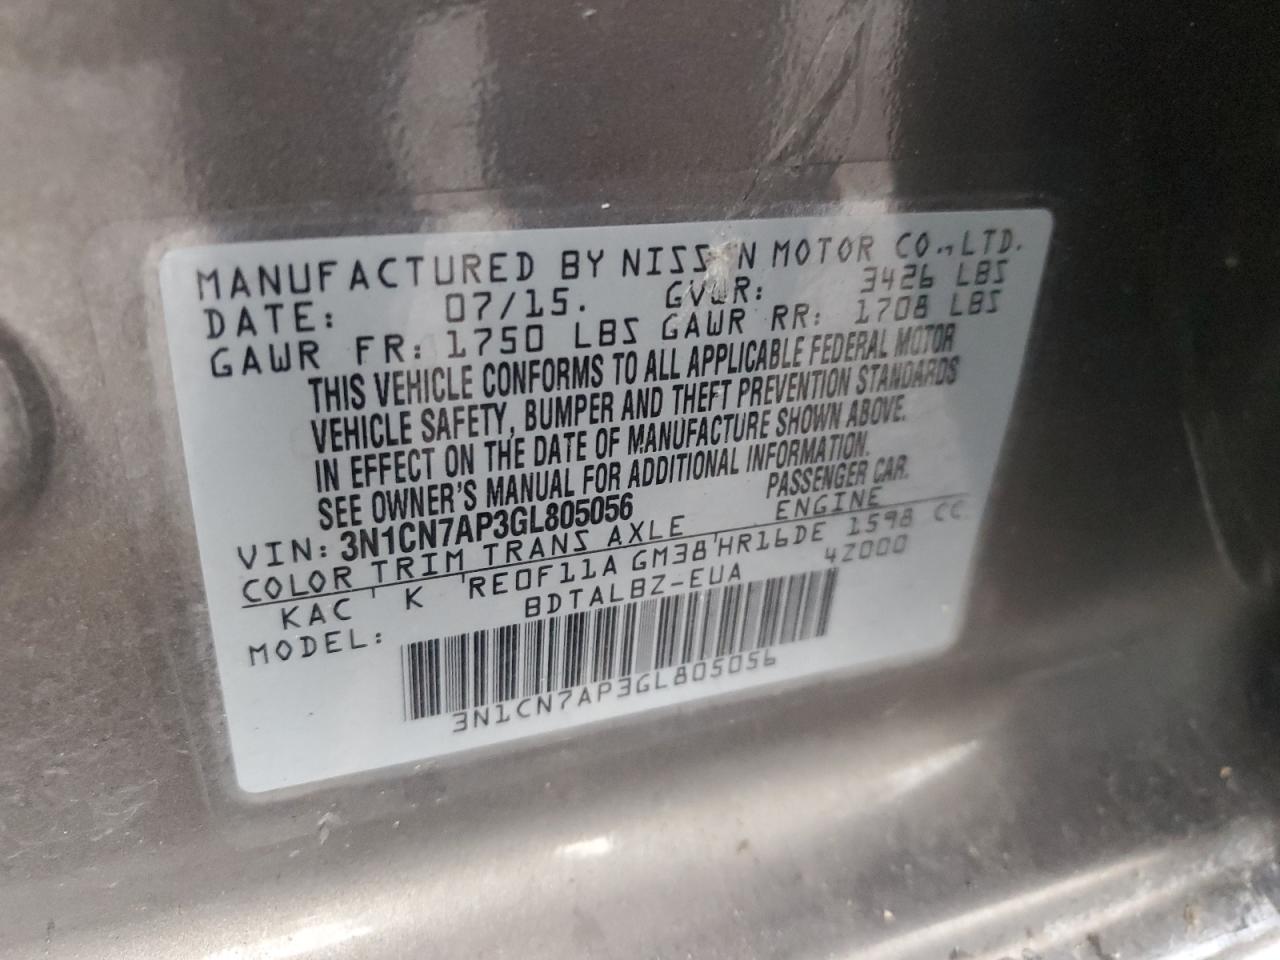 MANUFACTURED BY NISSAN MOTOR CO., LTD.
DATE: 07/15. GVWR: 3426 LBS
GAWR FR: 1750 LBS GAWR RR: 1708 LBS
THIS VEHICLE CONFORMS TO ALL APPLICABLE FEDERAL MOTOR
VEHICLE SAFETY, BUMPER AND THEFT PREVENTION STANDARDS
IN EFFECT ON THE DATE OF MANUFACTURE SHOWN ABOVE.
SEE OWNER'S MANUAL FOR ADDITIONAL INFORMATION.
VIN: 3N1CN7AP3GL805056 PASSENGER CAR.
COLOR TRIM TRANS AXLE ENGINE
KAC K RE0F11A GM38 HR16DE 1598 CC
MODEL: BDTALBZ-EUA 4Z000
3N1CN7AP3GL805056